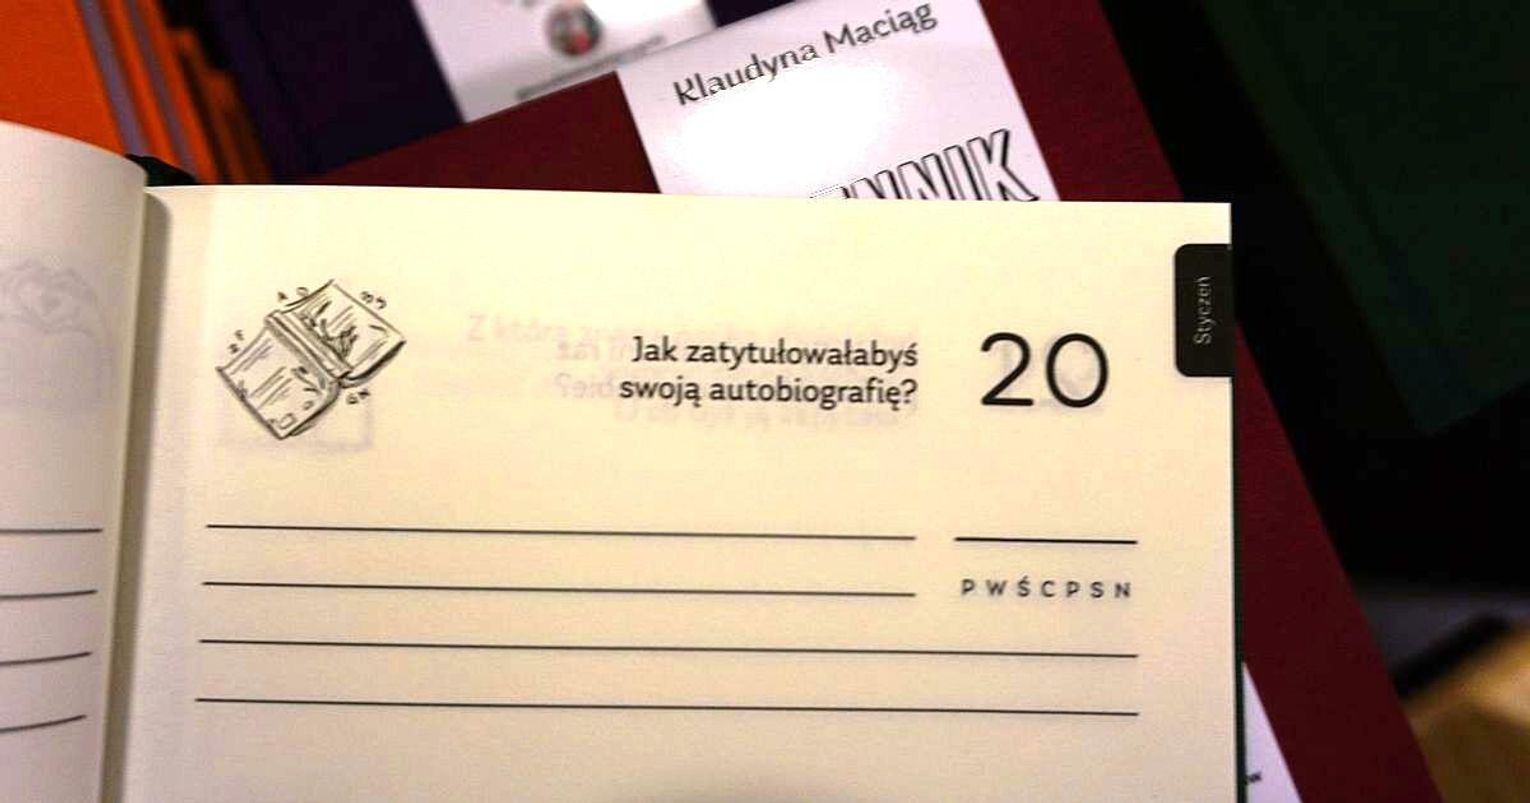 Klaudyna Maciąg
Jak zatytułowałabyś
swoją autobiografię?
20
Styczeń
P W Ś C P S N